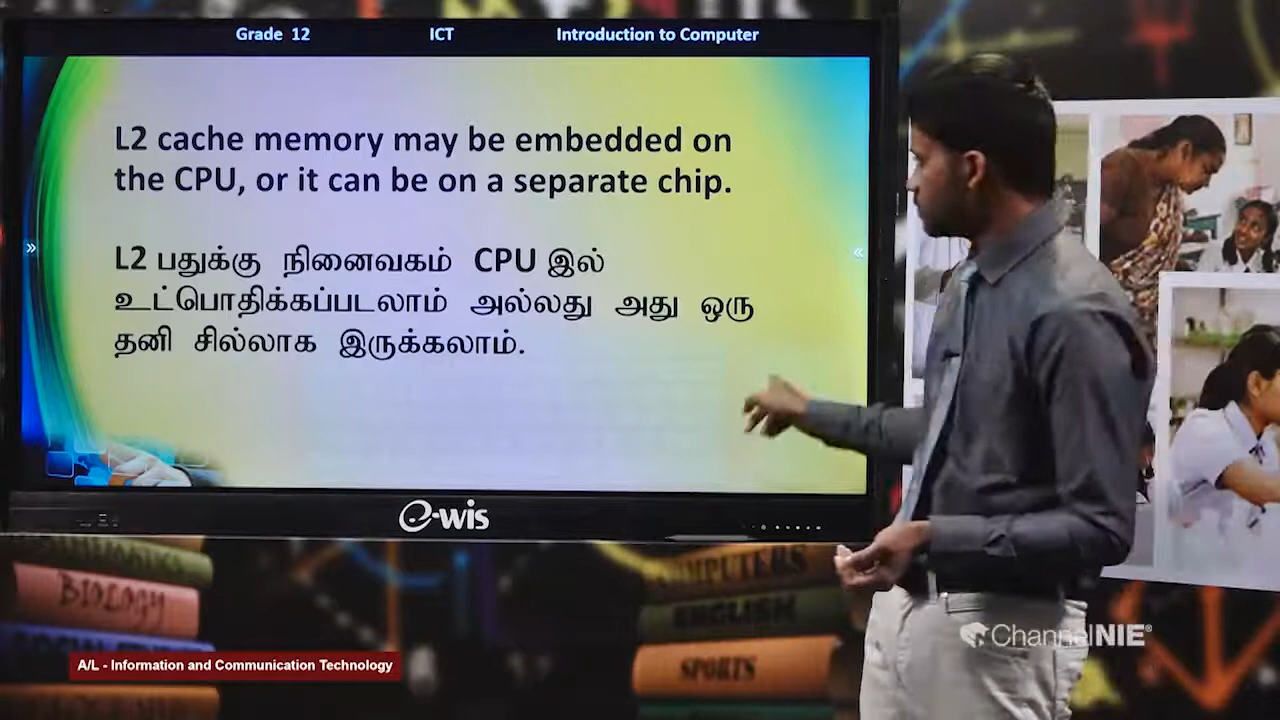 Grade 12 ICT Introduction to Computer
L2 cache memory may be embedded on
the CPU, or it can be on a separate chip.
L2 பதுக்கு நினைவகம் CPU இல்
உட்பொதிக்கப்படலாம் அல்லது அது ஒரு
தனி சில்லாக இருக்கலாம்.
e-wis
BIOLOGY
COMPUTERS
ENGLISH
SPORTS
ChannelNIE®
A/L - Information and Communication Technology